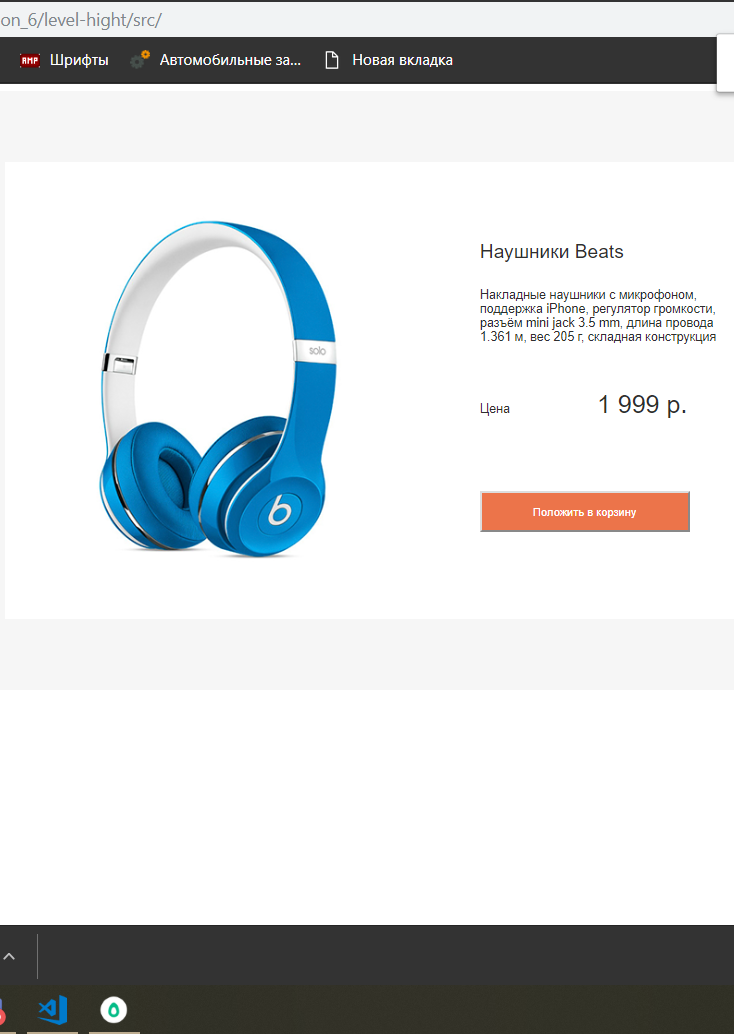 on_6/level-hight/src/
AMP Шрифты Автомобильные за... Новая вкладка
solo
b
Наушники Beats
Накладные наушники с микрофоном,
поддержка iPhone, регулятор громкости,
разъём mini jack 3.5 mm, длина провода
1.361 м, вес 205 г, складная конструкция
Цена 1 999 р.
Положить в корзину